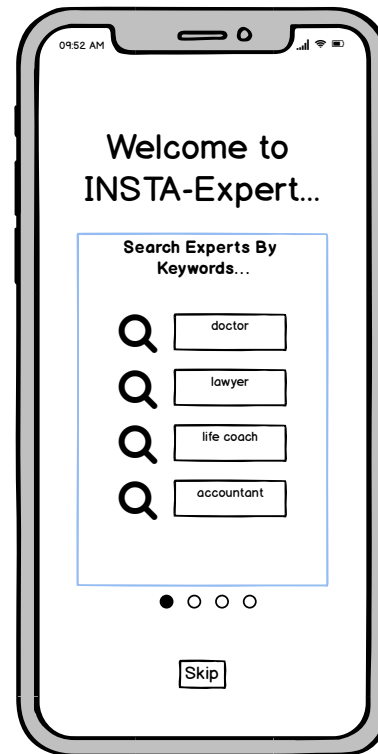 09:52 AM
Welcome to
INSTA-Expert...
Search Experts By
Keywords...
doctor
lawyer
life coach
accountant
Skip